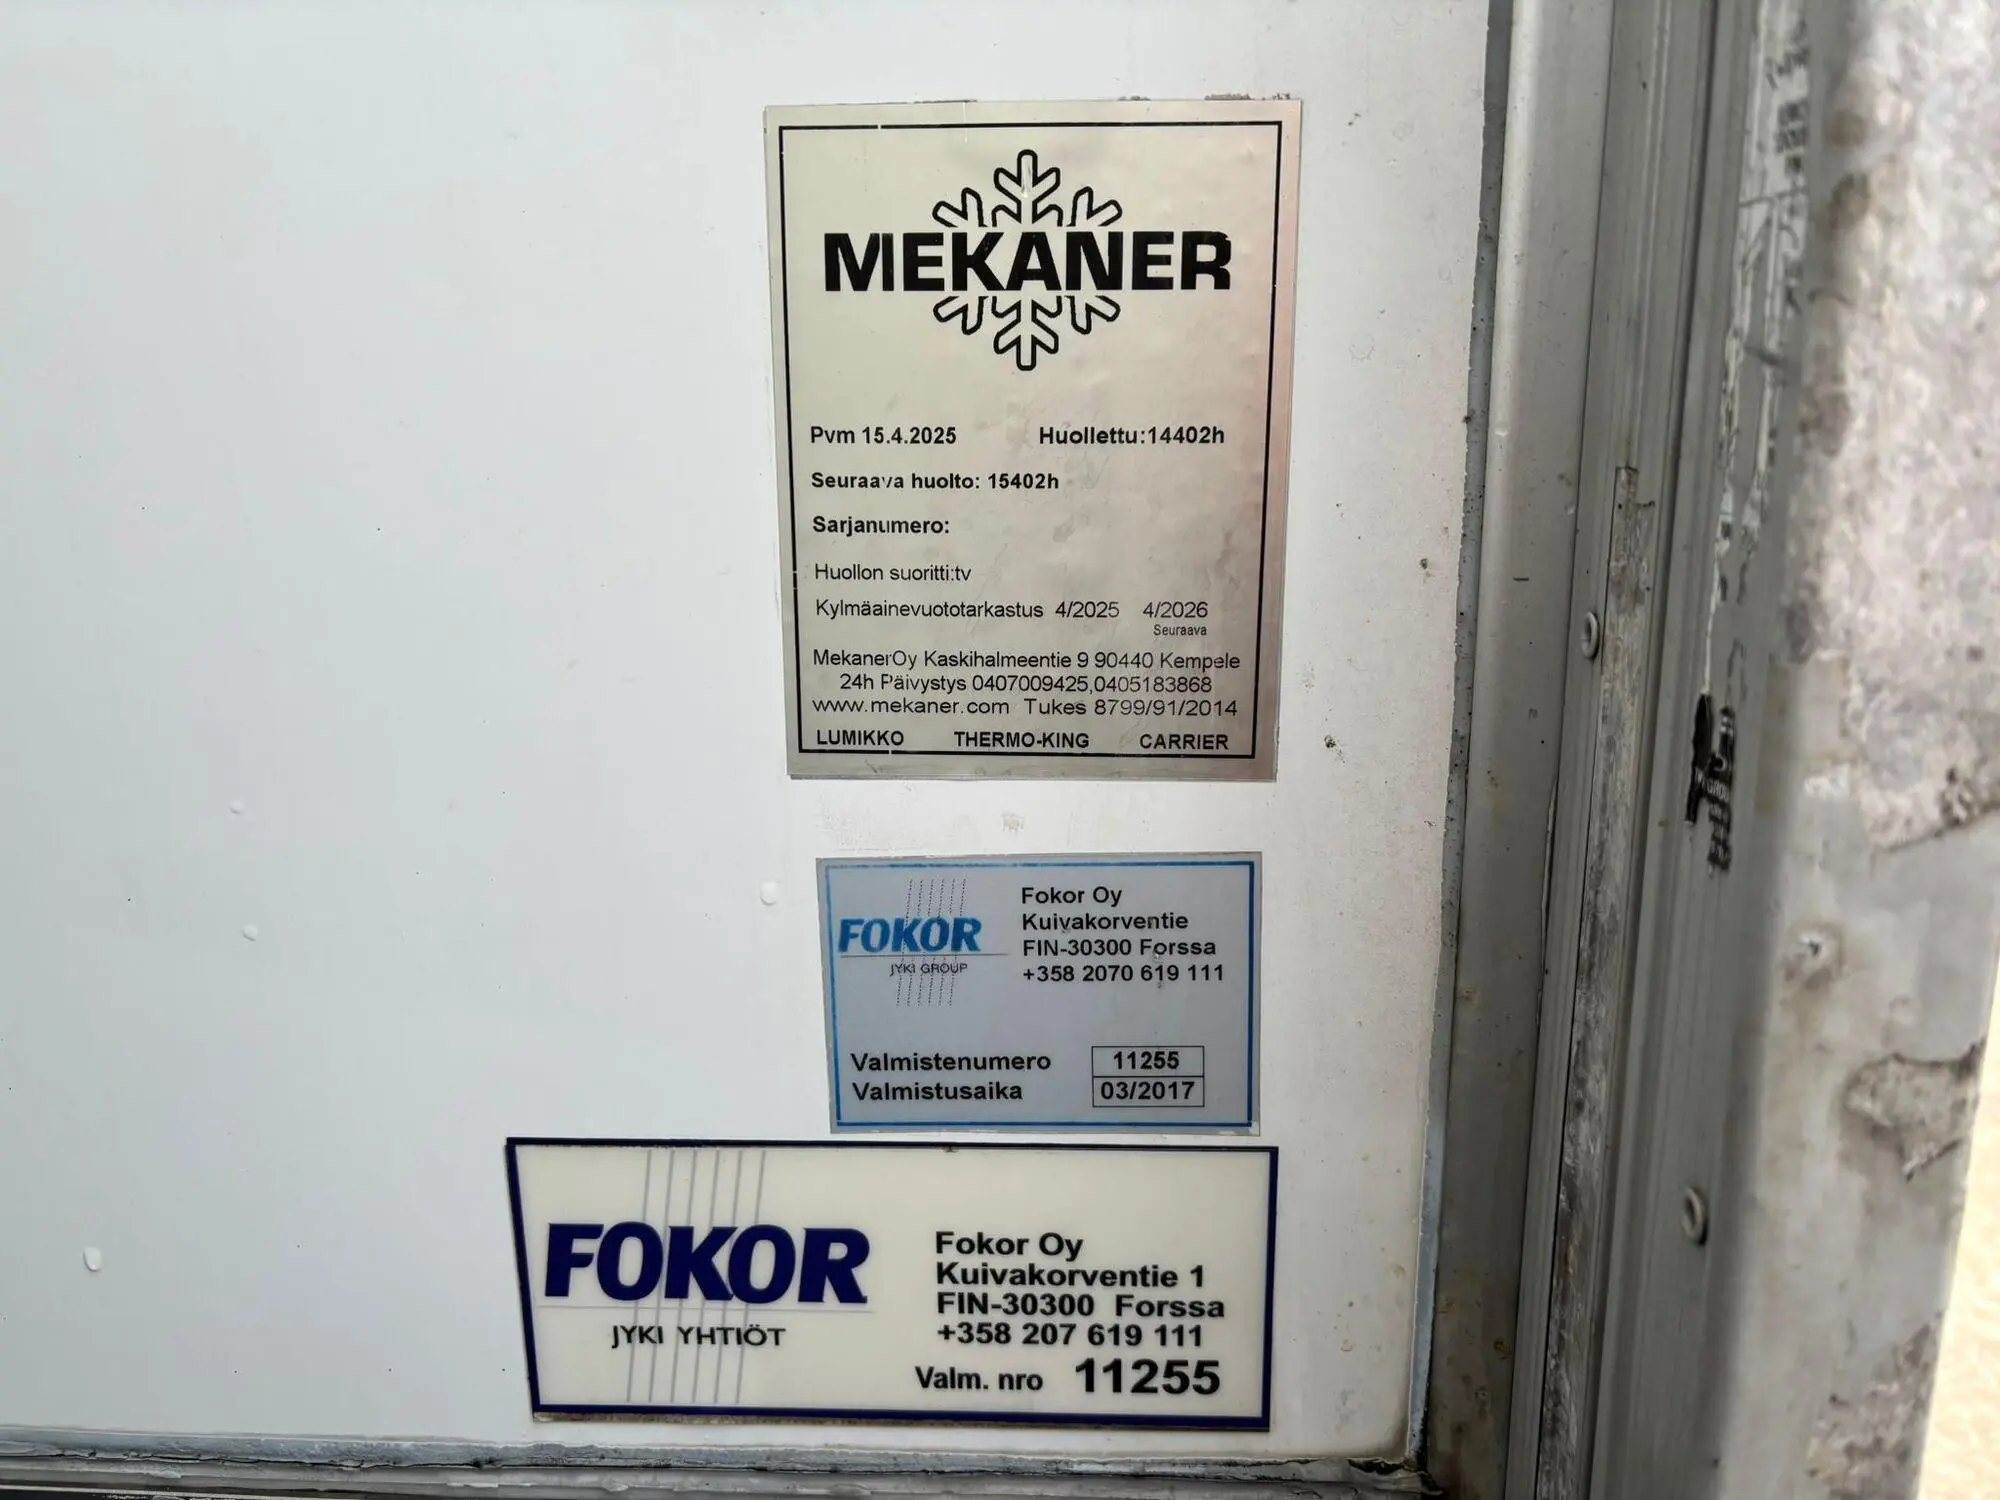 MEKANER
Pvm 15.4.2025 Huollettu:14402h
Seuraava huolto: 15402h
Sarjanumero:
Huollon suoritti:tv
Kylmäainevuototarkastus 4/2025 4/2026
Seuraava
MekanerOy Kaskihalmeentie 9 90440 Kempele
24h Päivystys 0407009425,0405183868
www.mekaner.com Tukes 8799/91/2014
LUMIKKO THERMO-KING CARRIER
FOKOR
JYKI GROUP
Fokor Oy
Kuivakorventie
FIN-30300 Forssa
+358 2070 619 111
Valmistenumero 11255
Valmistusaika 03/2017
FOKOR
JYKI YHTIÖT
Fokor Oy
Kuivakorventie 1
FIN-30300 Forssa
+358 207 619 111
Valm. nro 11255